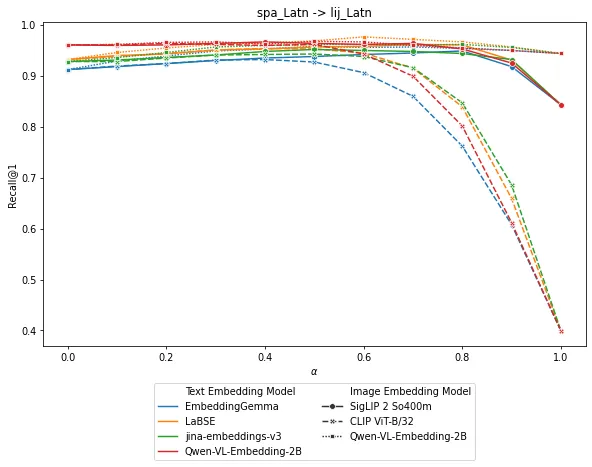 spa_Latn -> lij_Latn
Recall@1
1.0
0.9
0.8
0.7
0.6
0.5
0.4
0.0
0.2
0.4
0.6
0.8
1.0
α
Text Embedding Model
EmbeddingGemma
LaBSE
jina-embeddings-v3
Qwen-VL-Embedding-2B
Image Embedding Model
SigLIP 2 So400m
CLIP ViT-B/32
Qwen-VL-Embedding-2B